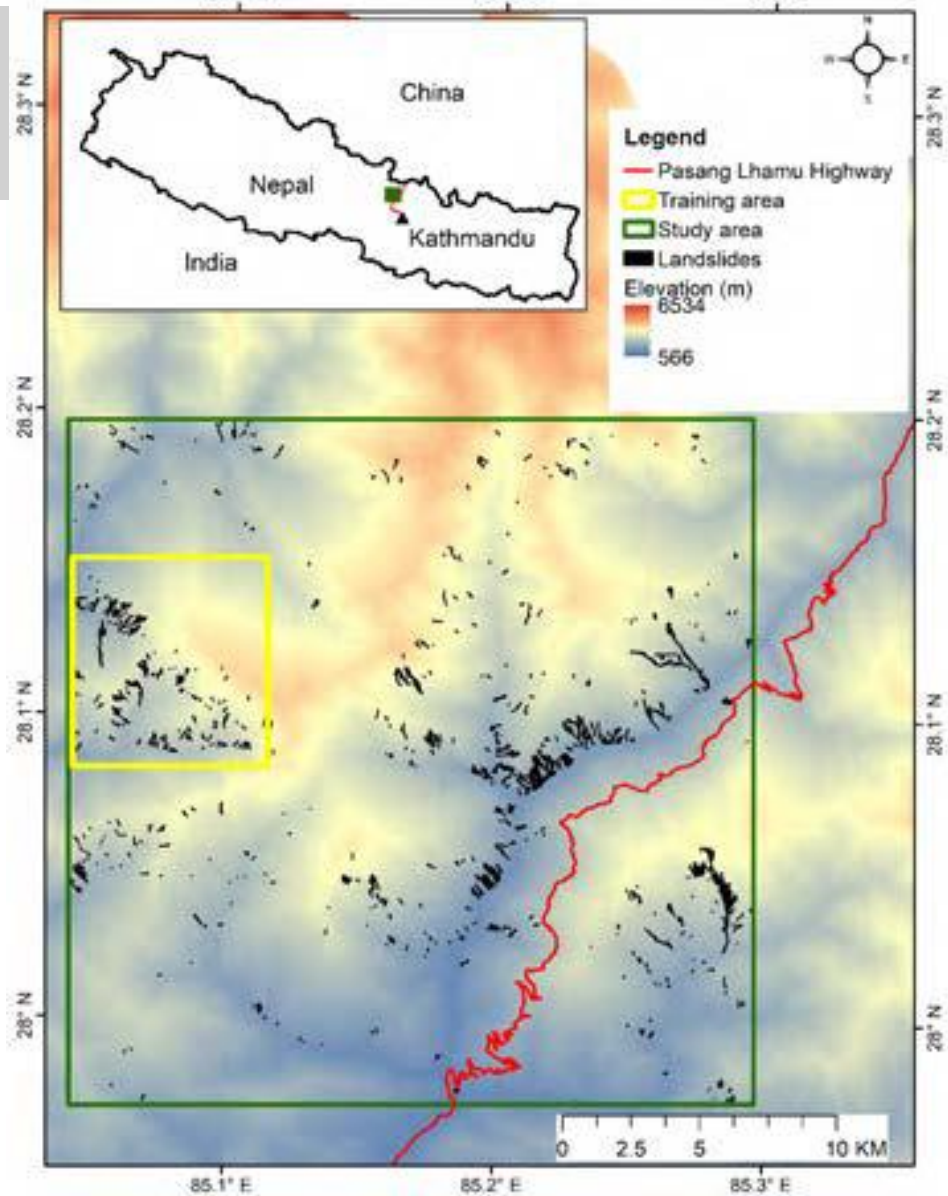 China
Nepal
Kathmandu
India
N
W
E
S
28.3° N
28.3° N
Legend
Pasang Lhamu Highway
Training area
Study area
Landslides
Elevation (m)
6534
566
28.2° N
28.2° N
28.1° N
28.1° N
28° N
28° N
0 2.5 5 10 KM
85.1° E 85.2° E 85.3° E